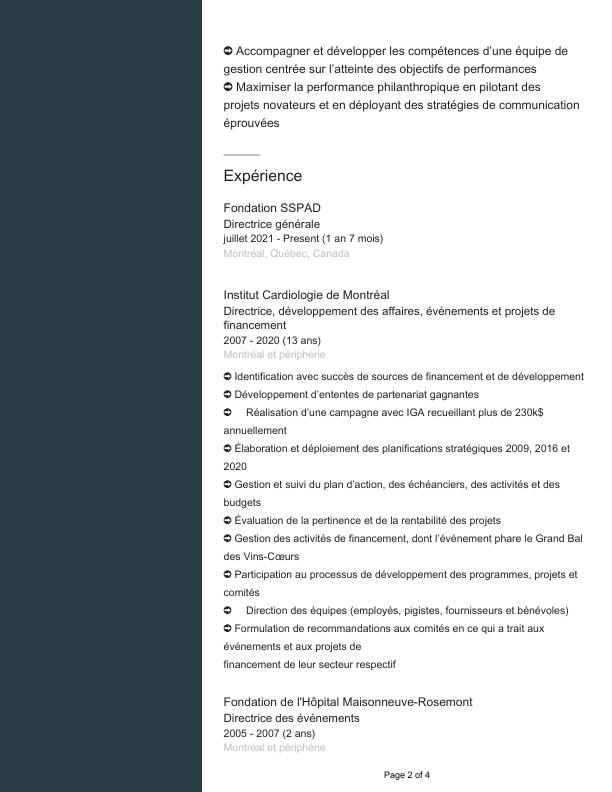 ➲ Accompagner et développer les compétences d'une équipe de
gestion centrée sur l'atteinte des objectifs de performances
➲ Maximiser la performance philanthropique en pilotant des
projets novateurs et en déployant des stratégies de communication
éprouvées
Expérience
Fondation SSPAD
Directrice générale
juillet 2021 - Present (1 an 7 mois)
Montréal, Québec, Canada
Institut Cardiologie de Montréal
Directrice, développement des affaires, événements et projets de
financement
2007 - 2020 (13 ans)
Montréal et périphérie
➲ Identification avec succès de sources de financement et de développement
➲ Développement d'ententes de partenariat gagnantes
➲ Réalisation d'une campagne avec IGA recueillant plus de 230k$
annuellement
➲ Élaboration et déploiement des planifications stratégiques 2009, 2016 et
2020
➲ Gestion et suivi du plan d'action, des échéanciers, des activités et des
budgets
➲ Évaluation de la pertinence et de la rentabilité des projets
➲ Gestion des activités de financement, dont l'événement phare le Grand Bal
des Vins-Cœurs
➲ Participation au processus de développement des programmes, projets et
comités
➲ Direction des équipes (employés, pigistes, fournisseurs et bénévoles)
➲ Formulation de recommandations aux comités en ce qui a trait aux
événements et aux projets de
financement de leur secteur respectif
Fondation de l'Hôpital Maisonneuve-Rosemont
Directrice des événements
2005 - 2007 (2 ans)
Montréal et périphérie
Page 2 of 4